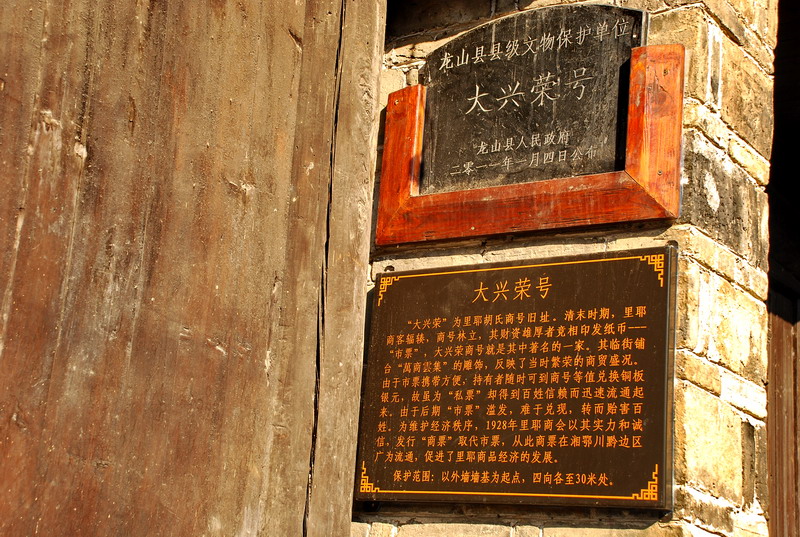 龙山县县级文物保护单位
大兴荣号
龙山县人民政府
二零一一年一月四日公布
大兴荣号
“大兴荣”为里耶胡氏商号旧址。清末时期，里耶
商客辐辏，商号林立，其财资雄厚者竟相印发纸币——
“市票”，大兴荣商号就是其中著名的一家。其临街铺
台“萬商雲集”的雕饰，反映了当时繁荣的商贸盛况。
由于市票携带方便，持有者随时可到商号等值兑换铜板
银元，故虽为“私票”却得到百姓信赖而迅速流通起
来。由于后期“市票”滥发，难于兑现，转而贻害百
姓。为维护经济秩序，1928年里耶商会以其实力和诚
信，发行“商票”取代市票，从此商票在湘鄂川黔边区
广为流通，促进了里耶商品经济的发展。
保护范围：以外墙墙基为起点，四向各至30米处。